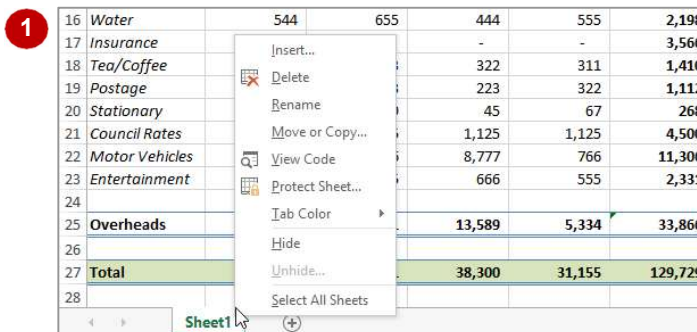 1
16 Water 544 655 444 555 2,198
17 Insurance - - 3,566
18 Tea/Coffee 322 311 1,410
19 Postage 223 322 1,112
20 Stationary 45 67 268
21 Council Rates 1,125 1,125 4,500
22 Motor Vehicles 8,777 766 11,300
23 Entertainment 666 555 2,331
24
25 Overheads 13,589 5,334 33,866
26
27 Total 38,300 31,155 129,729
28
Insert...
Delete
Rename
Move or Copy...
View Code
Protect Sheet...
Tab Color
Hide
Unhide...
Select All Sheets
Sheet1